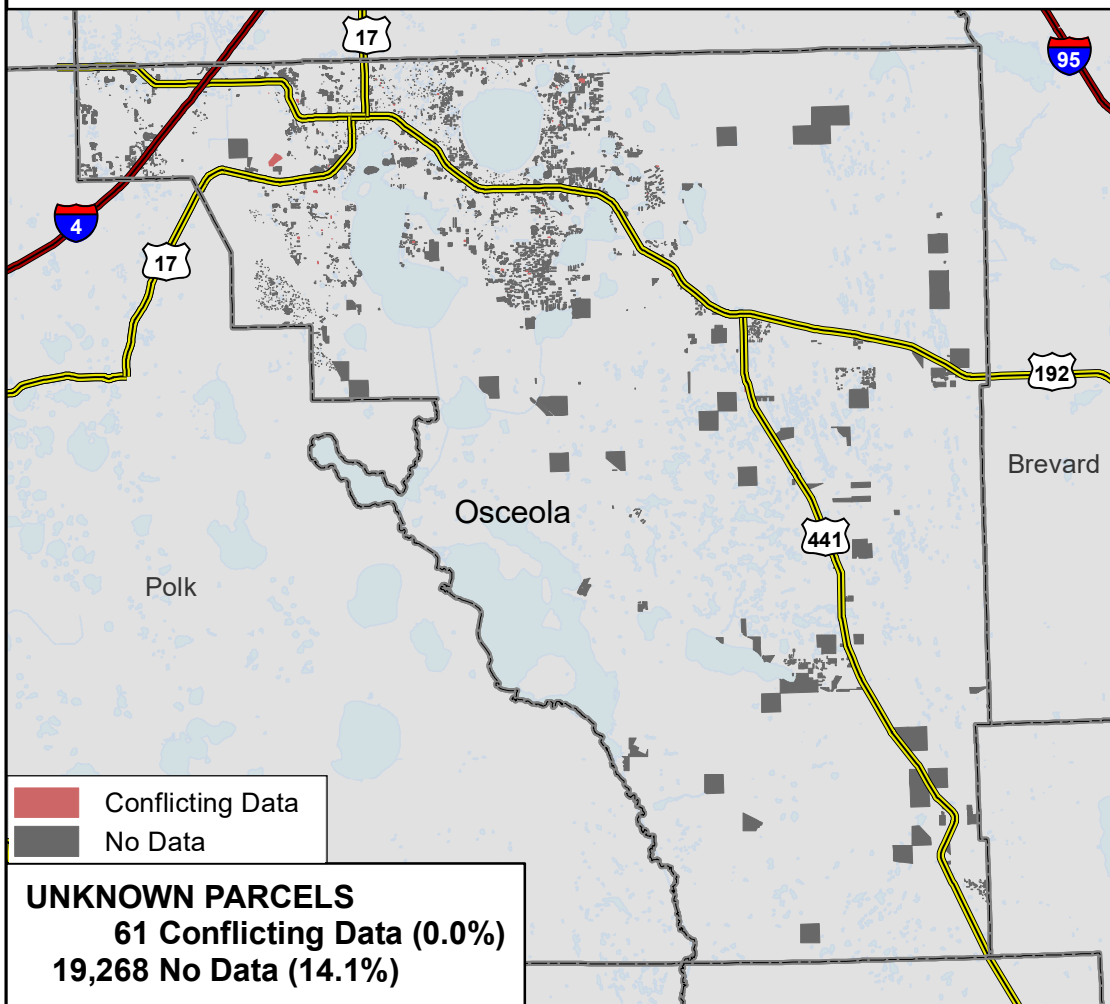 17
95
4
17
192
Brevard
Osceola
441
Polk
Conflicting Data
No Data
UNKNOWN PARCELS
61 Conflicting Data (0.0%)
19,268 No Data (14.1%)